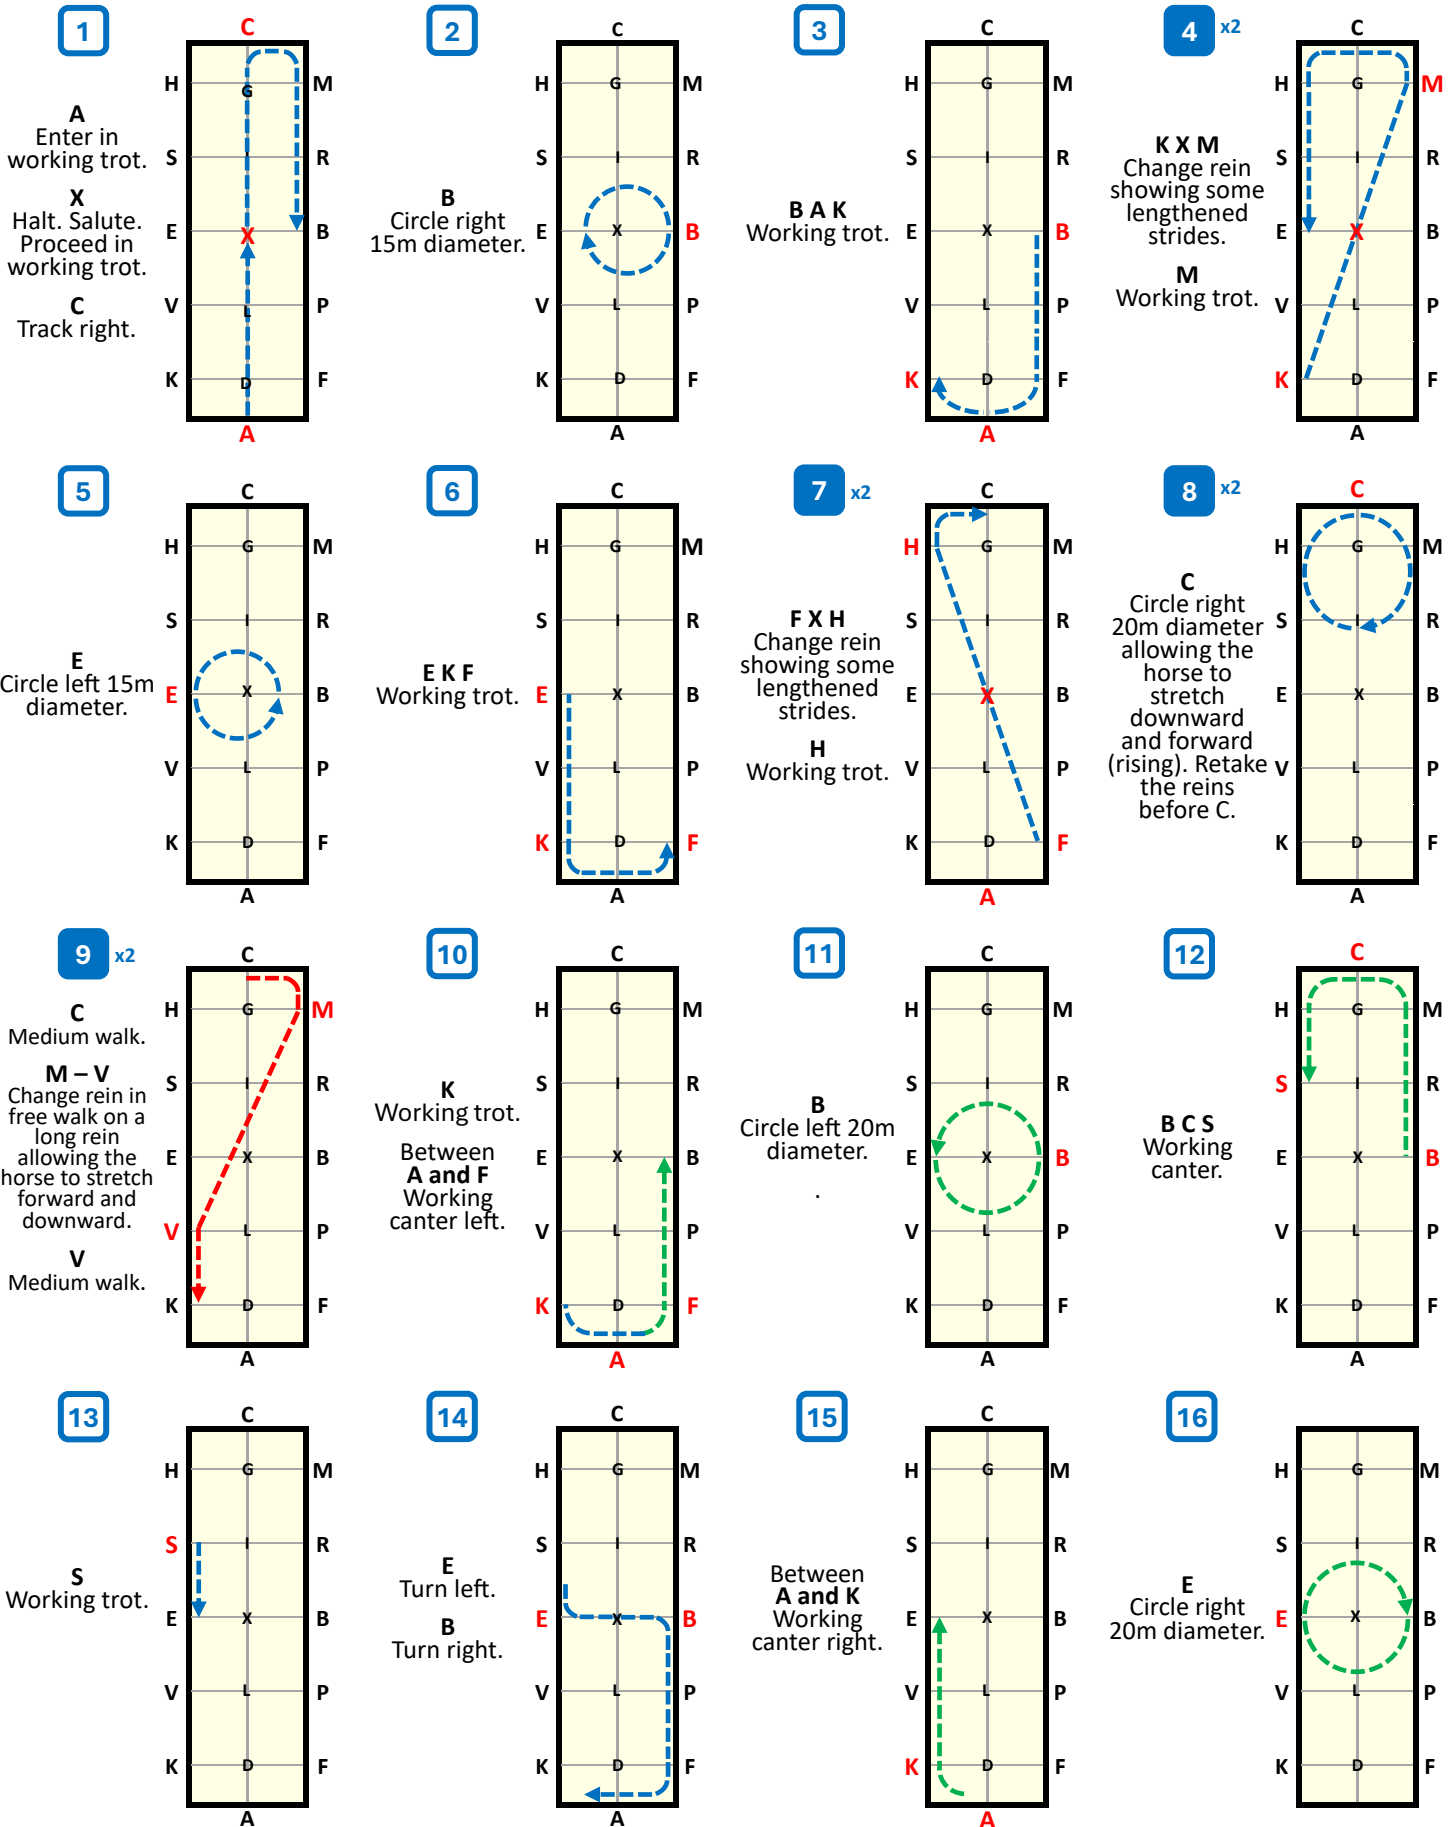 1
A
Enter in
working trot.
X
Halt. Salute.
Proceed in
working trot.
C
Track right.
C
H G M
S I R
E X B
V L P
K D F
A
2
B
Circle right
15m diameter.
C
H G M
S I R
E X B
V L P
K D F
A
3
B A K
Working trot.
C
H G M
S I R
E X B
V L P
K D F
A
4 x2
K X M
Change rein
showing some
lengthened
strides.
M
Working trot.
C
H G M
S I R
E X B
V L P
K D F
A
5
E
Circle left 15m
diameter.
C
H G M
S I R
E X B
V L P
K D F
A
6
E K F
Working trot.
C
H G M
S I R
E X B
V L P
K D F
A
7 x2
F X H
Change rein
showing some
lengthened
strides.
H
Working trot.
C
H G M
S I R
E X B
V L P
K D F
A
8 x2
C
Circle right
20m diameter
allowing the
horse to
stretch
downward
and forward
(rising). Retake
the reins
before C.
C
H G M
S I R
E X B
V L P
K D F
A
9 x2
C
Medium walk.
M – V
Change rein in
free walk on a
long rein
allowing the
horse to stretch
forward and
downward.
V
Medium walk.
C
H G M
S I R
E X B
V L P
K D F
A
10
K
Working trot.
Between
A and F
Working
canter left.
C
H G M
S I R
E X B
V L P
K D F
A
11
B
Circle left 20m
diameter.
.
C
H G M
S I R
E X B
V L P
K D F
A
12
B C S
Working
canter.
C
H G M
S I R
E X B
V L P
K D F
A
13
S
Working trot.
C
H G M
S I R
E X B
V L P
K D F
A
14
E
Turn left.
B
Turn right.
C
H G M
S I R
E X B
V L P
K D F
A
15
Between
A and K
Working
canter right.
C
H G M
S I R
E X B
V L P
K D F
A
16
E
Circle right
20m diameter.
H G M
S I R
E X B
V L P
K D F